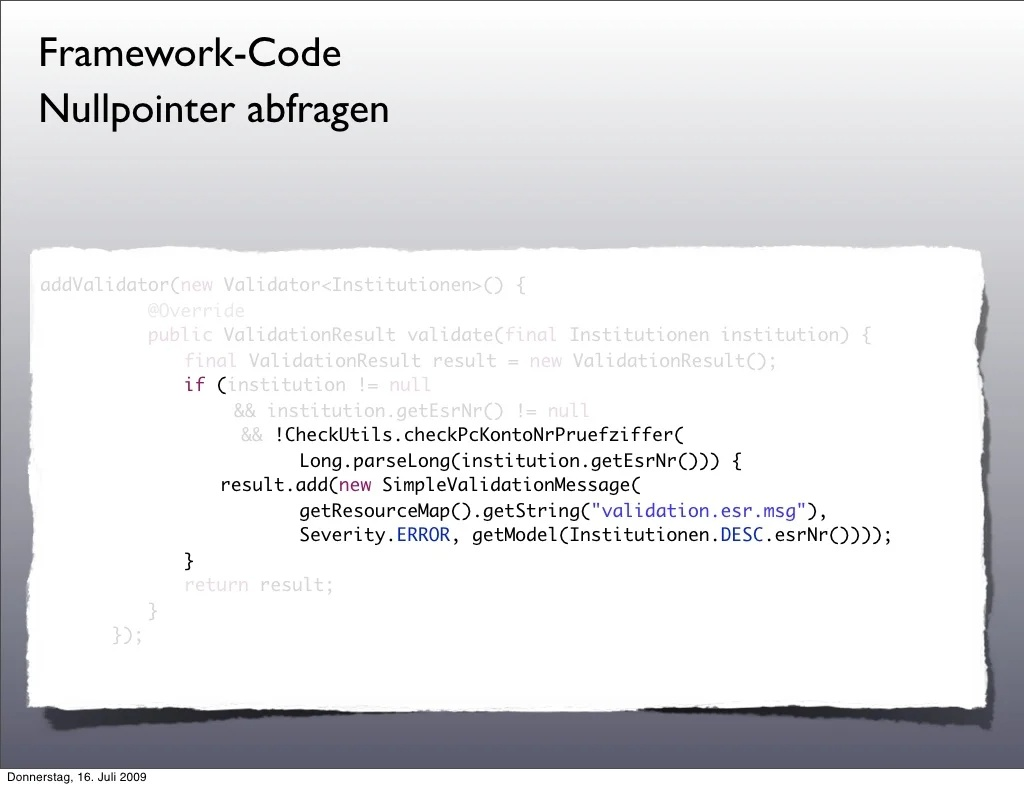 Framework-Code
Nullpointer abfragen
addValidator(new Validator<Institutionen>() {
@Override
public ValidationResult validate(final Institutionen institution) {
final ValidationResult result = new ValidationResult();
if (institution != null
&& institution.getEsrNr() != null
&& !CheckUtils.checkPcKontoNrPruefziffer(
Long.parseLong(institution.getEsrNr())) {
result.add(new SimpleValidationMessage(
getResourceMap().getString("validation.esr.msg"),
Severity.ERROR, getModel(Institutionen.DESC.esrNr())));
}
return result;
}
});
Donnerstag, 16. Juli 2009